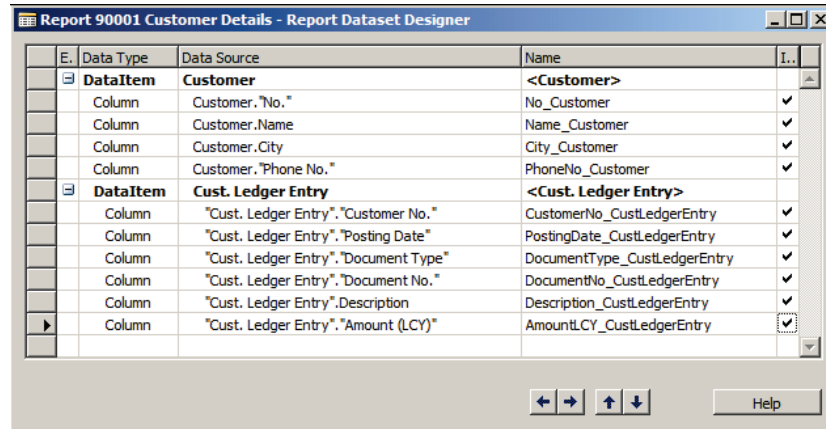 Report 90001 Customer Details - Report Dataset Designer
E. Data Type Data Source Name I..
DataItem Customer <Customer>
Column Customer."No." No_Customer
Column Customer.Name Name_Customer
Column Customer.City City_Customer
Column Customer."Phone No." PhoneNo_Customer
DataItem Cust. Ledger Entry <Cust. Ledger Entry>
Column "Cust. Ledger Entry"."Customer No." CustomerNo_CustLedgerEntry
Column "Cust. Ledger Entry"."Posting Date" PostingDate_CustLedgerEntry
Column "Cust. Ledger Entry"."Document Type" DocumentType_CustLedgerEntry
Column "Cust. Ledger Entry"."Document No." DocumentNo_CustLedgerEntry
Column "Cust. Ledger Entry".Description Description_CustLedgerEntry
Column "Cust. Ledger Entry"."Amount (LCY)" AmountLCY_CustLedgerEntry
Help